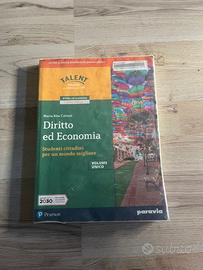 TALENT
Maria Rita Cattani
Diritto
ed Economia
Studenti cittadini
per un mondo migliore
VOLUME
UNICO
2030
Pearson
paravia
Subito